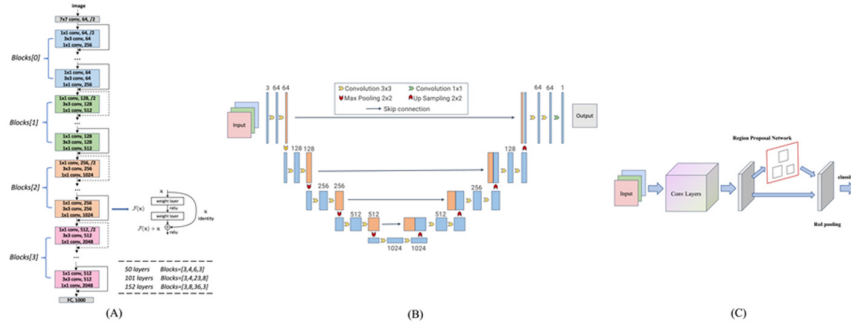 image
7x7 conv, 64, /2
1x1 conv, 64, /2
3x3 conv, 64
1x1 conv, 256
Blocks[0]
...
1x1 conv, 64
3x3 conv, 64
1x1 conv, 256
1x1 conv, 128, /2
3x3 conv, 128
1x1 conv, 512
Blocks[1]
...
1x1 conv, 128
3x3 conv, 128
1x1 conv, 512
1x1 conv, 256, /2
3x3 conv, 256
1x1 conv, 1024
Blocks[2]
...
1x1 conv, 256
3x3 conv, 256
1x1 conv, 1024
1x1 conv, 512, /2
3x3 conv, 512
1x1 conv, 2048
Blocks[3]
...
1x1 conv, 512
3x3 conv, 512
1x1 conv, 2048
FC, 1000
x
weight layer
F(x)
relu
weight layer
x
identity
F(x) + x
relu
50 layers Blocks=[3,4,6,3]
101 layers Blocks=[3,4,23,8]
152 layers Blocks=[3,8,36,3]
(A)
Convolution 3x3
Convolution 1x1
Max Pooling 2x2
Up Sampling 2x2
Skip connection
3 64 64
64 64 1
Input
Output
128 128
128
256 256
256
512 512
512
1024 1024
(B)
Region Proposal Network
Input
Conv Layers
classi
RoI pooling
(C)